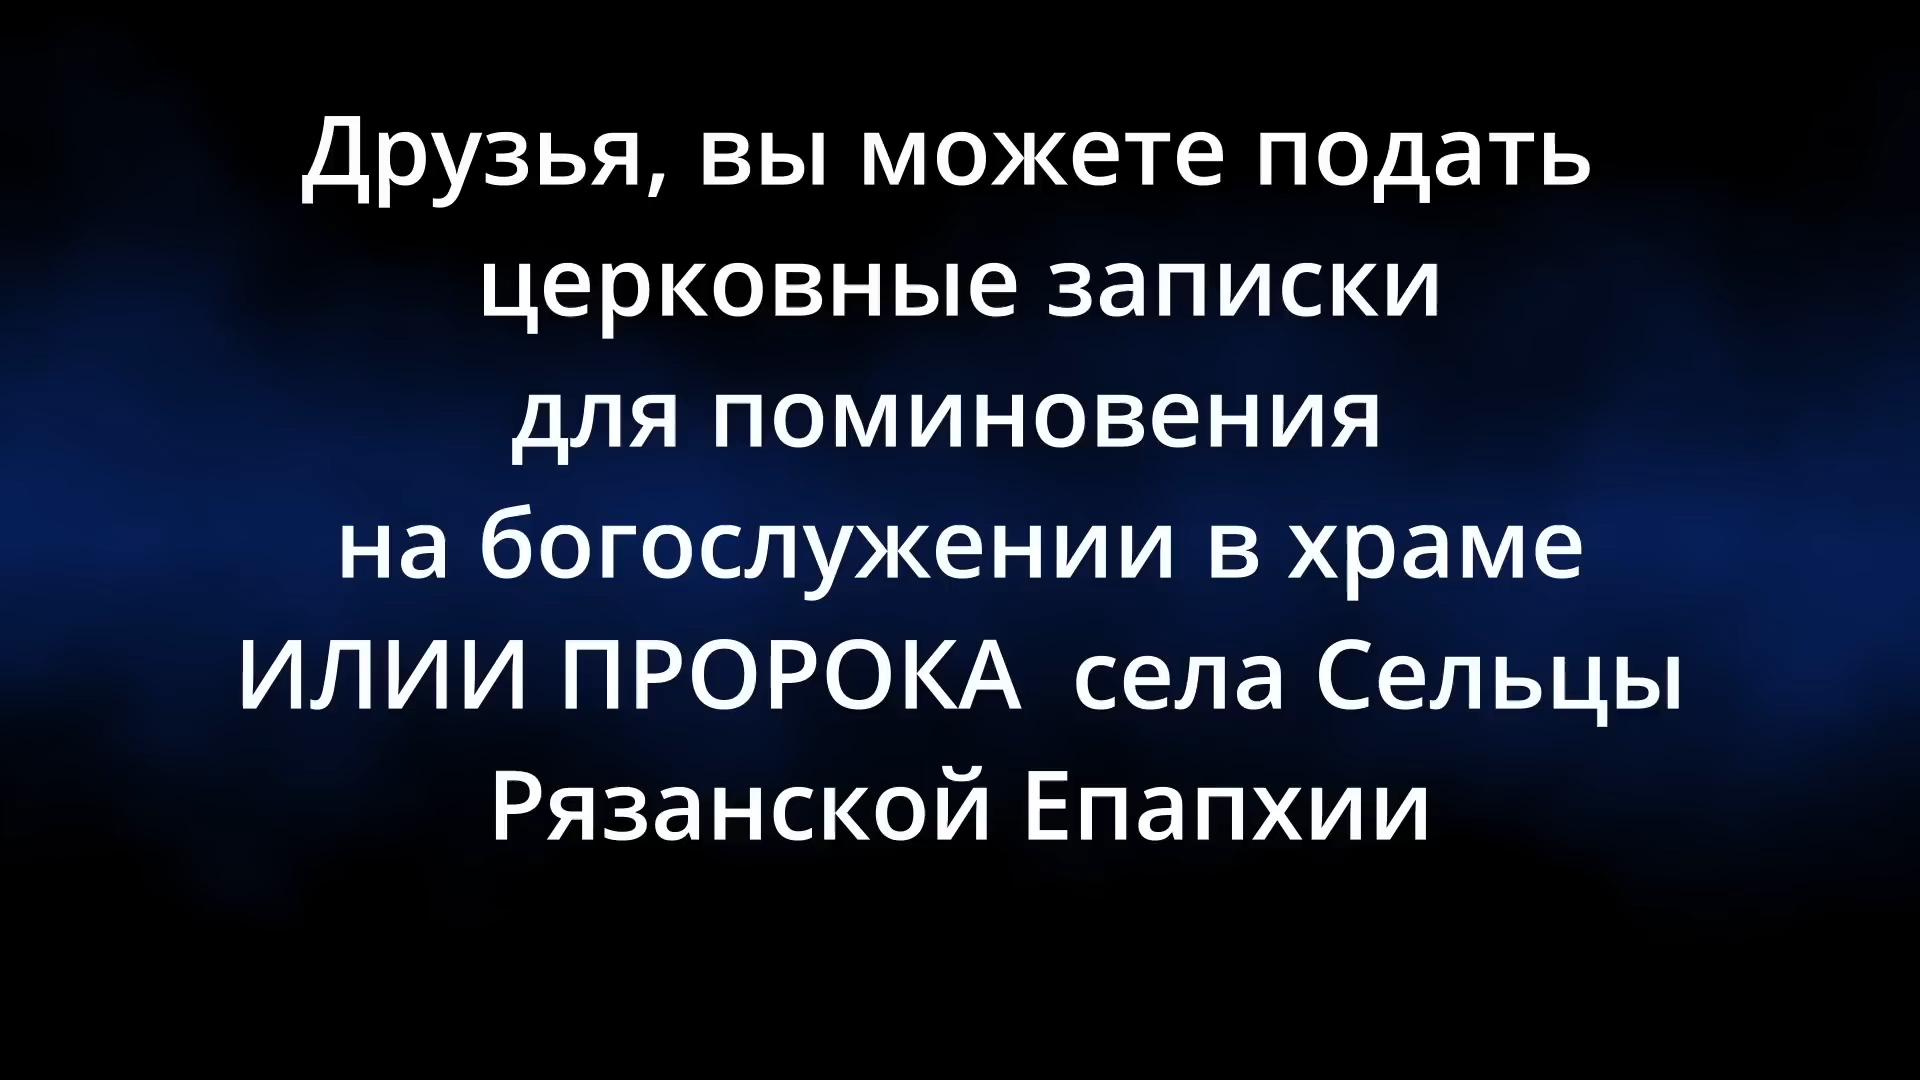 Друзья, вы можете подать
церковные записки
для поминовения
на богослужении в храме
ИЛИИ ПРОРОКА  села Сельцы
Рязанской Епапхии